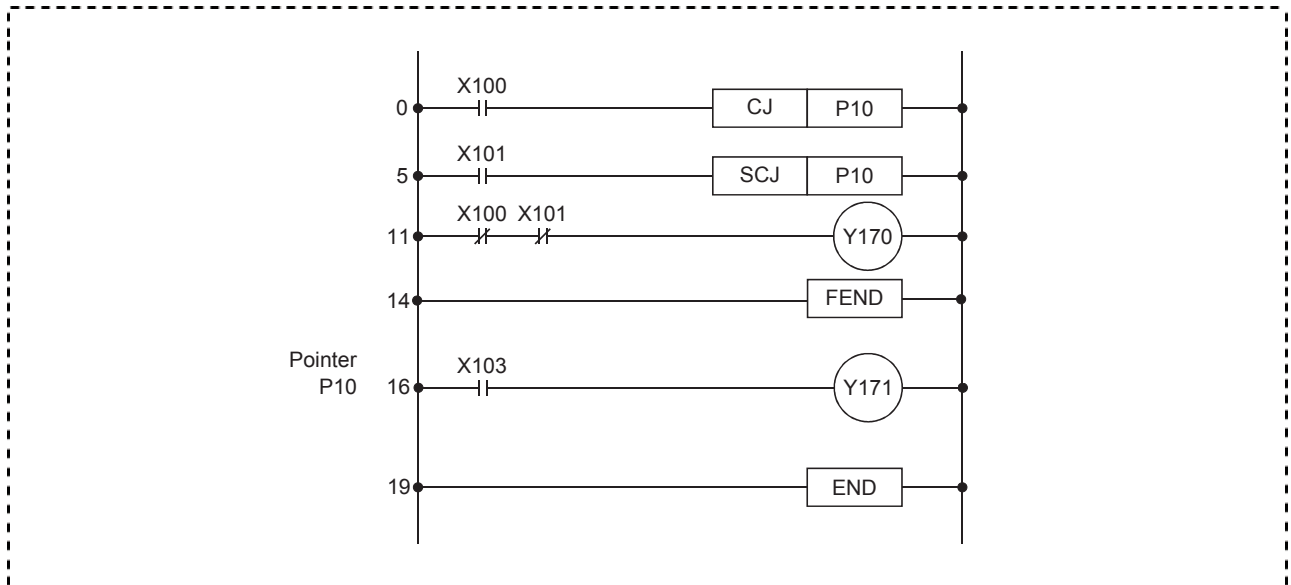 X100
0 CJ P10
X101
5 SCJ P10
X100 X101
11 Y170
14 FEND
Pointer
P10 16 X103 Y171
19 END